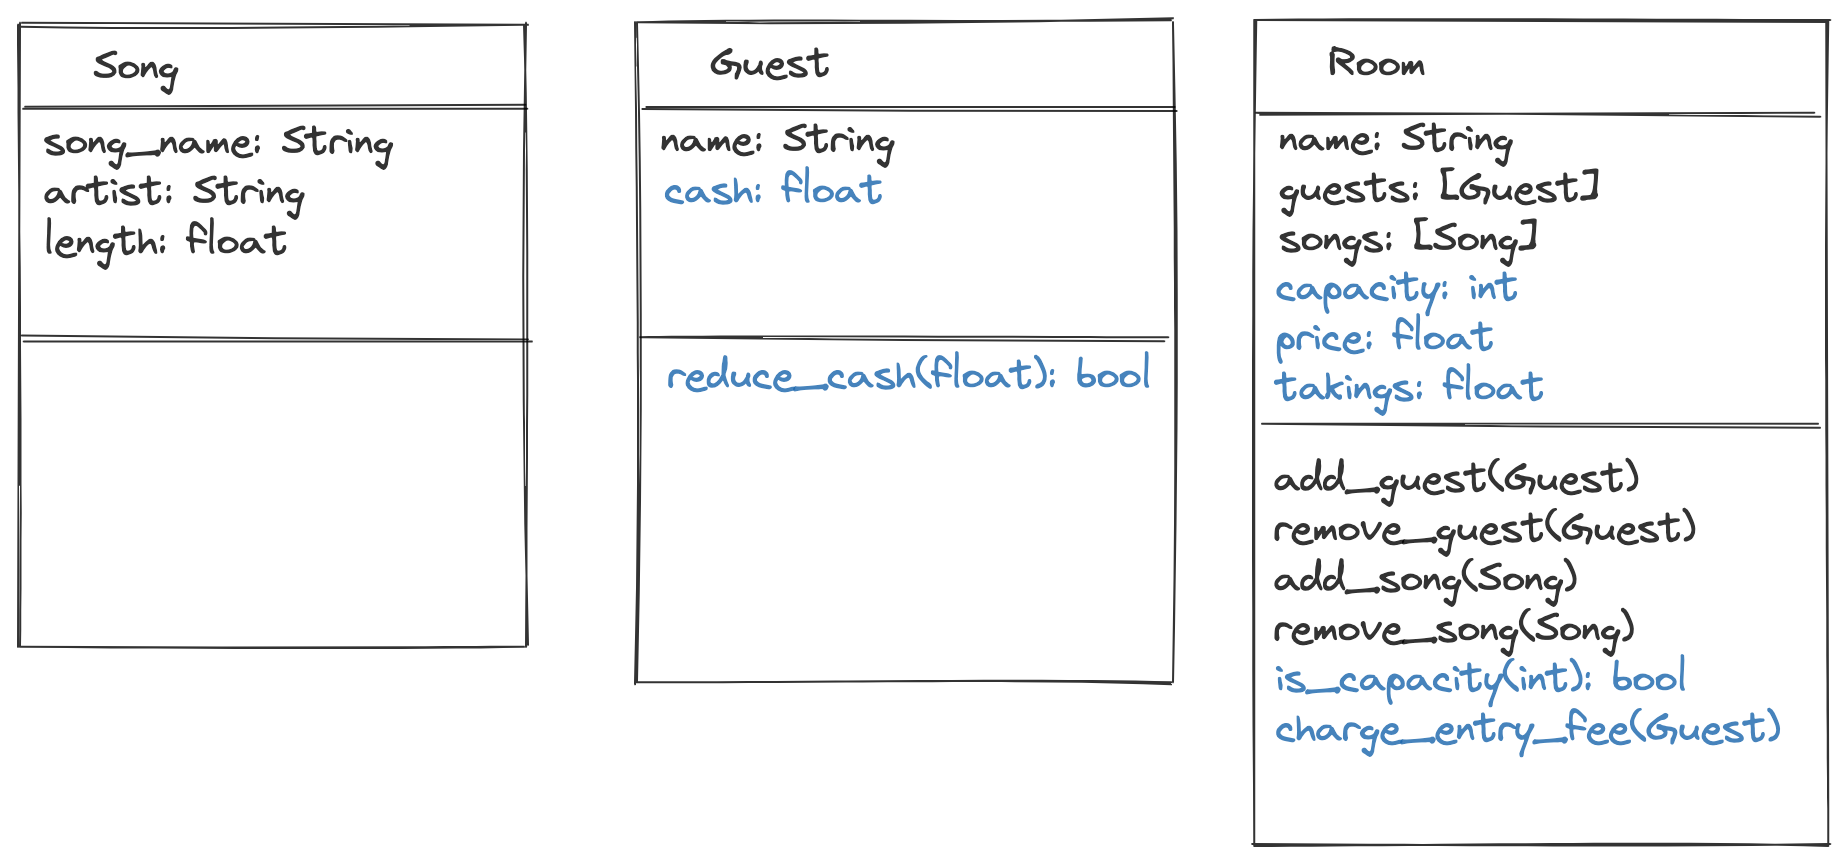 Song
song_name: String
artist: String
length: float
Guest
name: String
cash: float
reduce_cash(float): bool
Room
name: String
guests: [Guest]
songs: [Song]
capacity: int
price: float
takings: float
add_guest(Guest)
remove_guest(Guest)
add_song(Song)
remove_song(Song)
is_capacity(int): bool
charge_entry_fee(Guest)